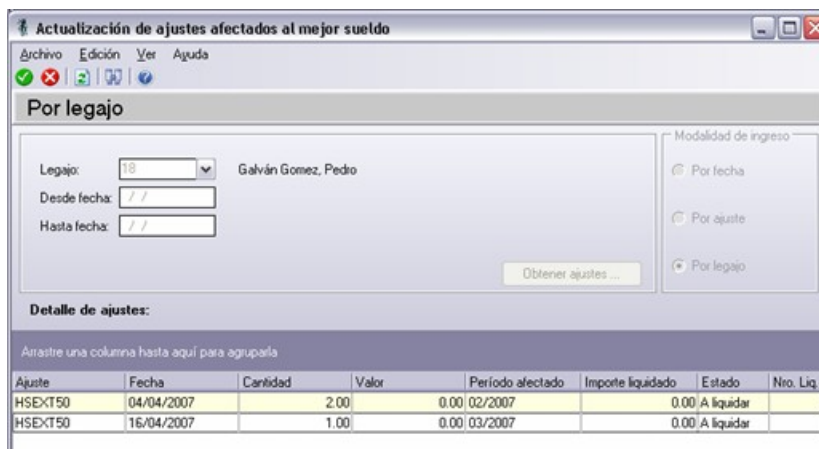 Actualización de ajustes afectados al mejor sueldo
Archivo Edición Ver Ayuda
Por legajo
Modalidad de ingreso
Legajo: 18 Galván Gomez, Pedro
Por fecha
Desde fecha: / /
Hasta fecha: / /
Por ajuste
Obtener ajustes ...
Por legajo
Detalle de ajustes:
Arrastre una columna hasta aquí para agruparla
Ajuste Fecha Cantidad Valor Período afectado Importe liquidado Estado Nro. Liq.
HSEXT50 04/04/2007 2.00 0.00 02/2007 0.00 A liquidar
HSEXT50 16/04/2007 1.00 0.00 03/2007 0.00 A liquidar